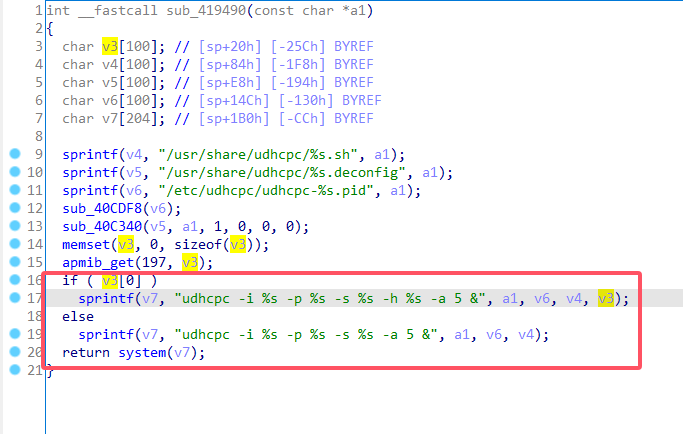 1 int __fastcall sub_419490(const char *a1)
2 {
3 char v3[100]; // [sp+20h] [-25Ch] BYREF
4 char v4[100]; // [sp+84h] [-1F8h] BYREF
5 char v5[100]; // [sp+E8h] [-194h] BYREF
6 char v6[100]; // [sp+14Ch] [-130h] BYREF
7 char v7[204]; // [sp+1B0h] [-CCh] BYREF
8
9 sprintf(v4, "/usr/share/udhcpc/%s.sh", a1);
10 sprintf(v5, "/usr/share/udhcpc/%s.deconfig", a1);
11 sprintf(v6, "/etc/udhcpc/udhcpc-%s.pid", a1);
12 sub_40CDF8(v6);
13 sub_40C340(v5, a1, 1, 0, 0, 0);
14 memset(v3, 0, sizeof(v3));
15 apmib_get(197, v3);
16 if ( v3[0] )
17 sprintf(v7, "udhcpc -i %s -p %s -s %s -h %s -a 5 &", a1, v6, v4, v3);
18 else
19 sprintf(v7, "udhcpc -i %s -p %s -s %s -a 5 &", a1, v6, v4);
20 return system(v7);
21 }